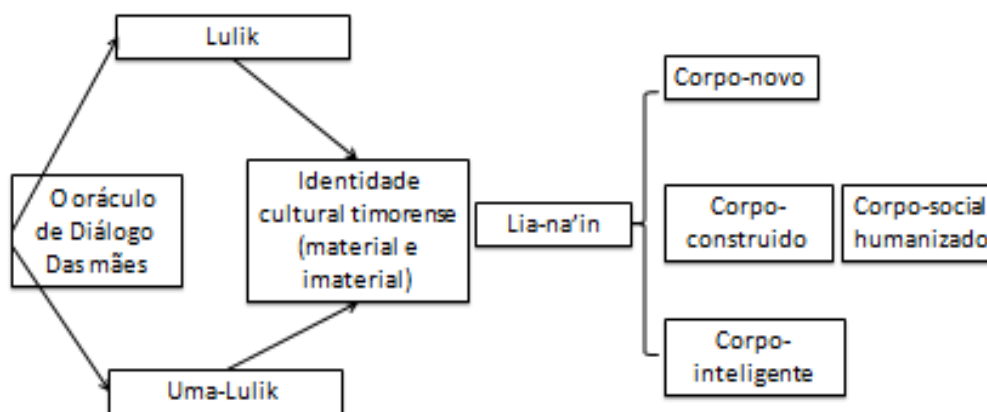 Lulik
O oráculo
de Diálogo
Das mães
Uma-Lulik
Identidade
cultural timorense
(material e
imaterial)
Lia-na’in
Corpo-novo
Corpo-
construido
Corpo-social
humanizado
Corpo-
inteligente